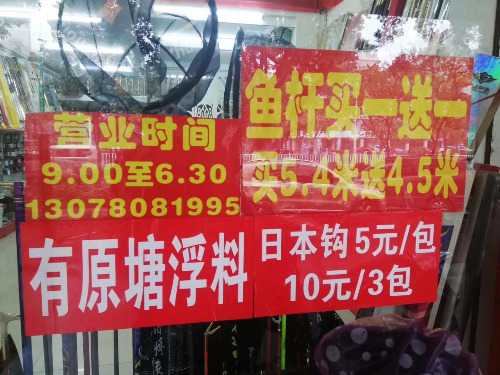 营业时间
9.00至6.30
13078081995
鱼杆买一送一
买5.4米送4.5米
有原塘浮料
日本钩5元/包
10元/3包